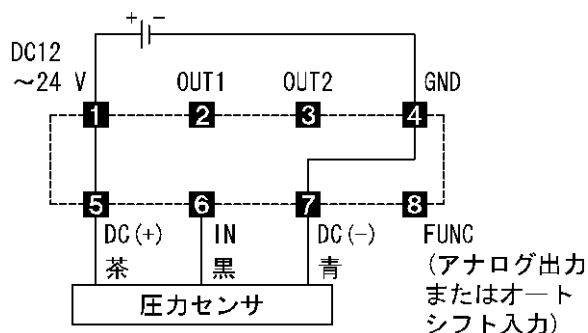 + −
DC12
～24 V OUT1 OUT2 GND
1 2 3 4
5 6 7 8
DC(+) IN DC(−) FUNC
茶 黒 青 (アナログ出力
またはオート
圧力センサ シフト入力)